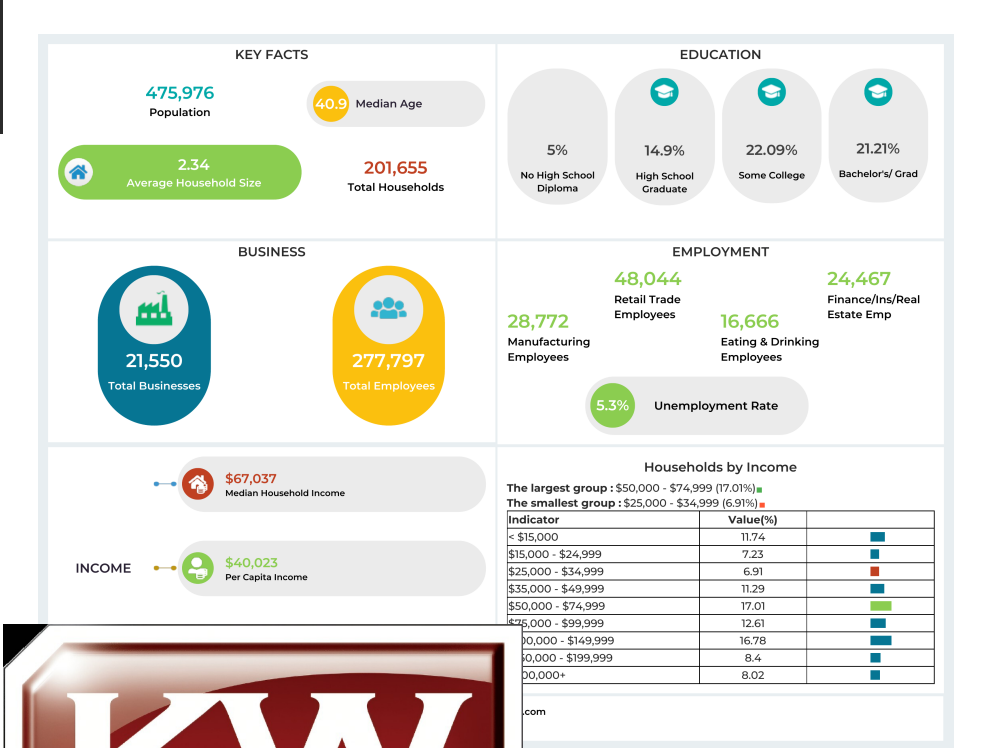 KEY FACTS
475,976
Population
40.9 Median Age
2.34
Average Household Size
201,655
Total Households
EDUCATION
5%
No High School
Diploma
14.9%
High School
Graduate
22.09%
Some College
21.21%
Bachelor's/ Grad
BUSINESS
21,550
Total Businesses
277,797
Total Employees
EMPLOYMENT
28,772
Manufacturing
Employees
48,044
Retail Trade
Employees
16,666
Eating & Drinking
Employees
24,467
Finance/Ins/Real
Estate Emp
5.3% Unemployment Rate
INCOME
$67,037
Median Household Income
$40,023
Per Capita Income
Households by Income
The largest group : $50,000 - $74,999 (17.01%)
The smallest group : $25,000 - $34,999 (6.91%)
Indicator Value(%)
< $15,000 11.74
$15,000 - $24,999 7.23
$25,000 - $34,999 6.91
$35,000 - $49,999 11.29
$50,000 - $74,999 17.01
$75,000 - $99,999 12.61
00,000 - $149,999 16.78
0,000 - $199,999 8.4
00,000+ 8.02
.com
KW